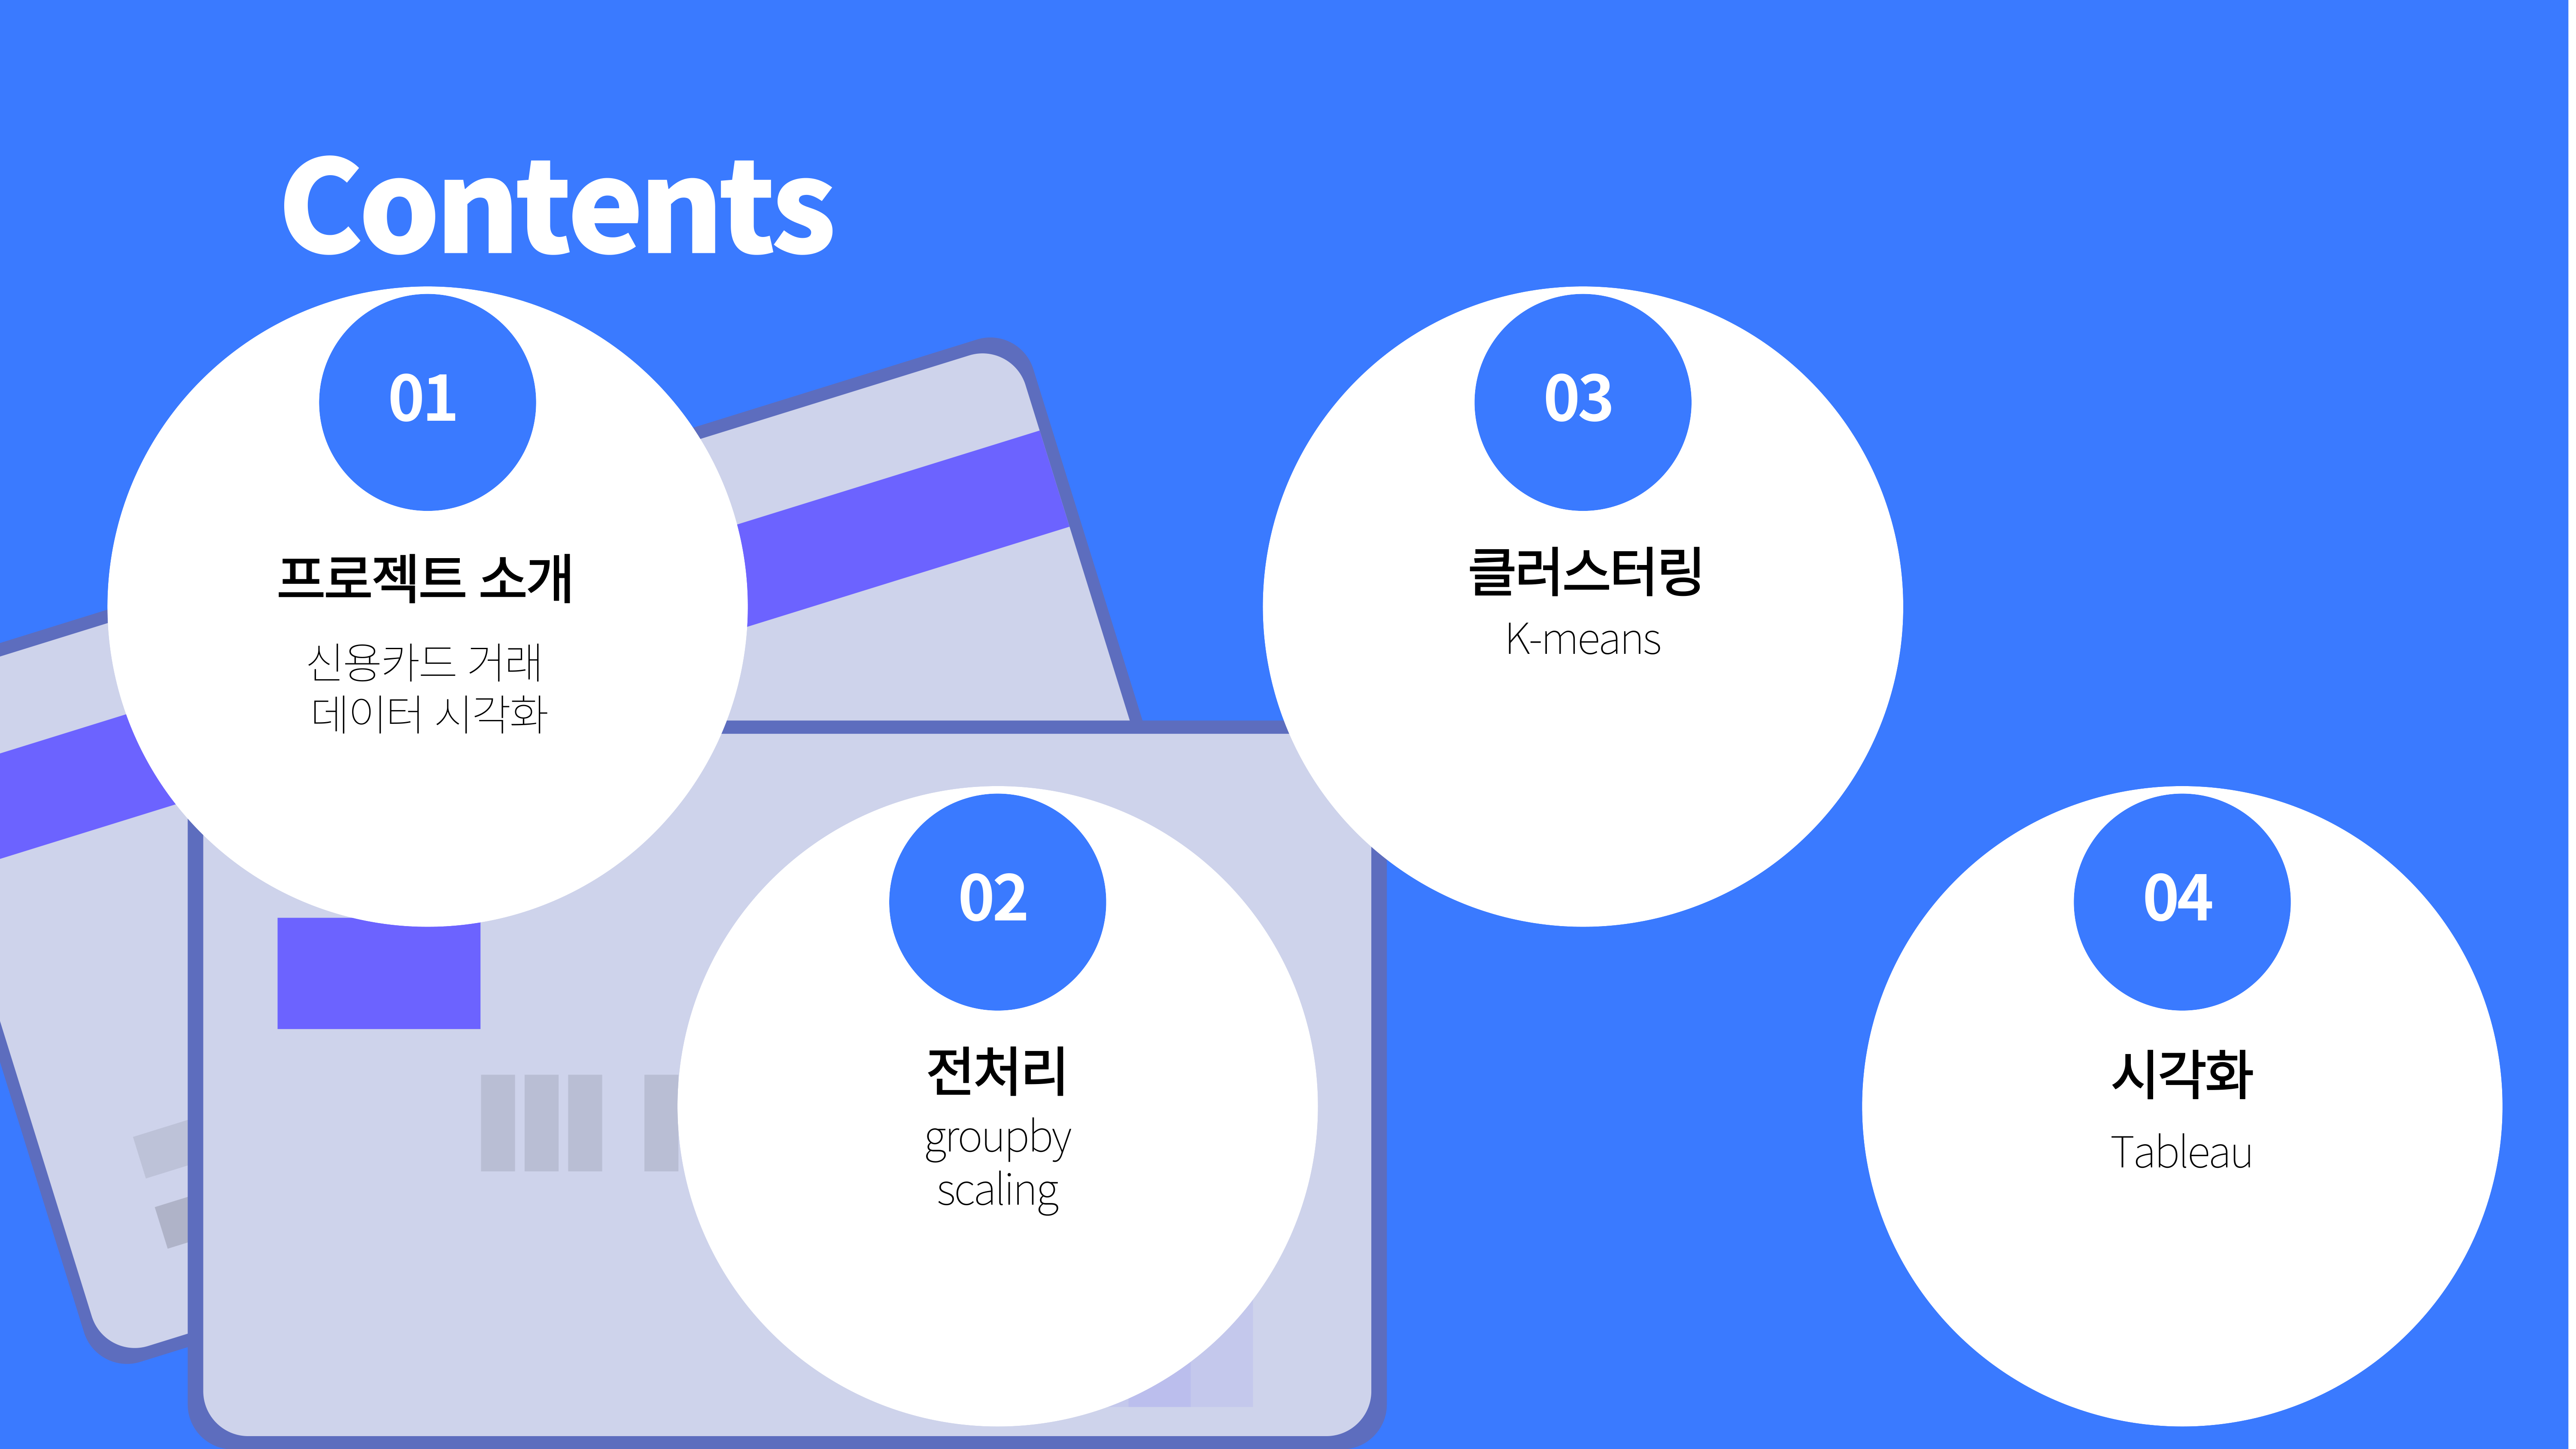 Contents
01
프로젝트 소개
신용카드 거래
데이터 시각화
02
전처리
groupby
scaling
03
클러스터링
K-means
04
시각화
Tableau